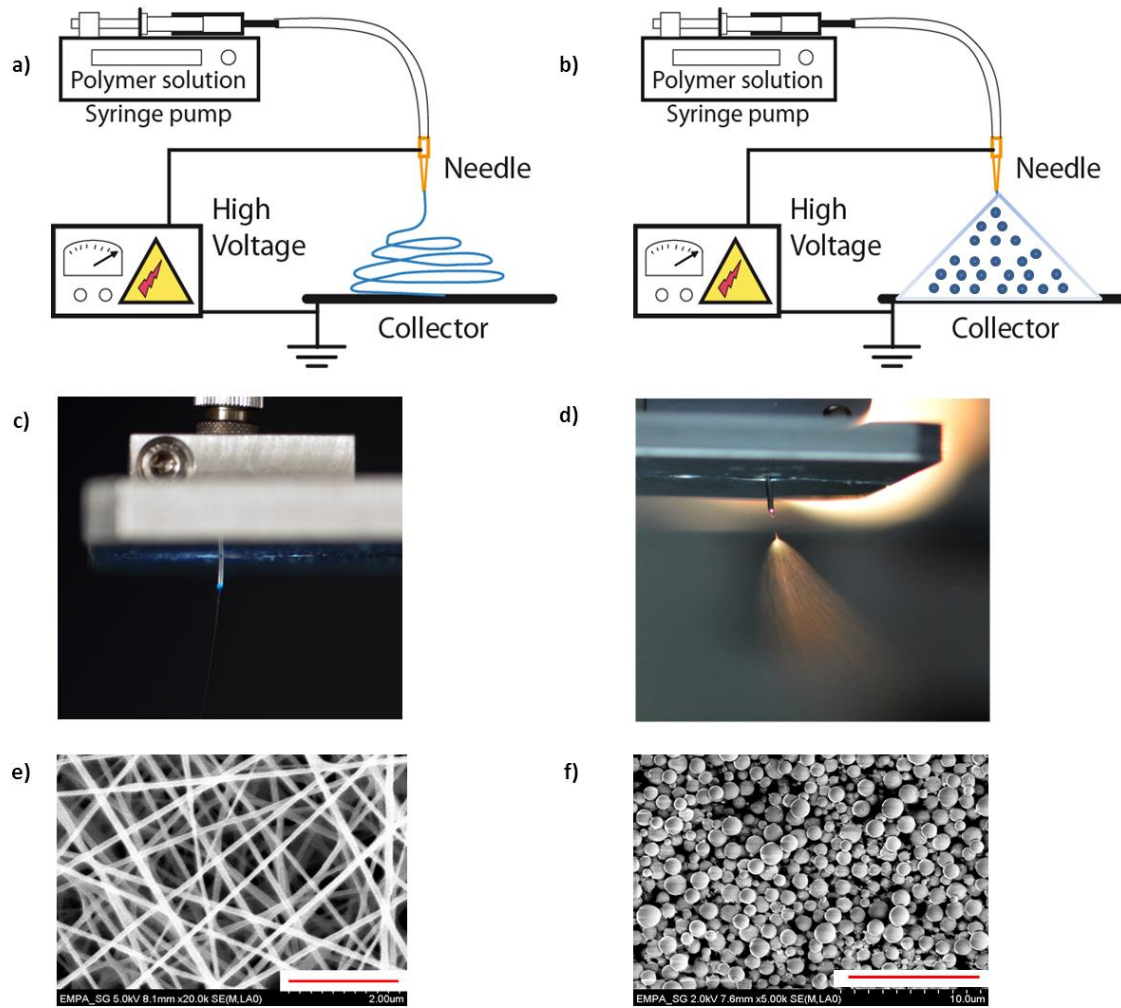 a)
Polymer solution
Syringe pump
Needle
High
Voltage
Collector
b)
Polymer solution
Syringe pump
Needle
High
Voltage
Collector
c)
d)
e)
EMPA_SG 5.0kV 8.1mm x20.0k SE(M,LA0) 2.00um
f)
EMPA_SG 2.0kV 7.6mm x5.00k SE(M,LA0) 10.0um